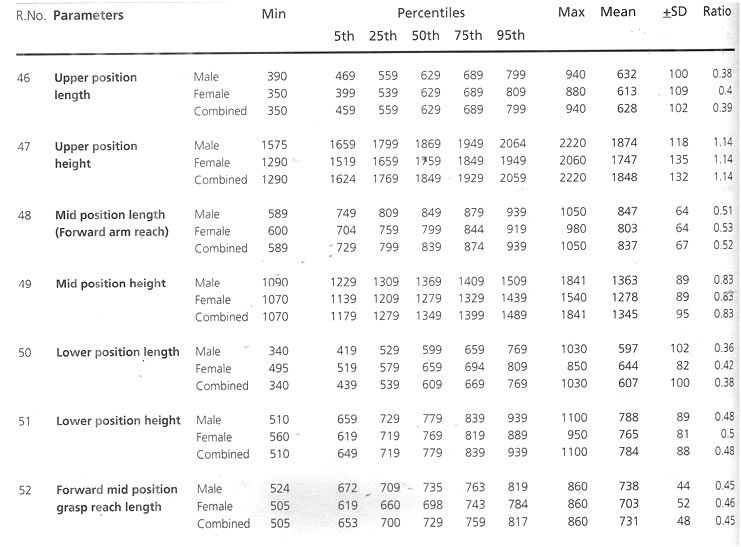 R.No. Parameters Min Percentiles Max Mean ±SD Ratio
5th 25th 50th 75th 95th
46 Upper position Male 390 469 559 629 689 799 940 632 100 0.38
length Female 350 399 539 629 689 809 880 613 109 0.4
Combined 350 459 559 629 689 799 940 628 102 0.39
47 Upper position Male 1575 1659 1799 1869 1949 2064 2220 1874 118 1.14
height Female 1290 1519 1659 1759 1849 1949 2060 1747 135 1.14
Combined 1290 1624 1769 1849 1929 2059 2220 1848 132 1.14
48 Mid position length Male 589 749 809 849 879 939 1050 847 64 0.51
(Forward arm reach) Female 600 704 759 799 844 919 980 803 64 0.53
Combined 589 729 799 839 874 939 1050 837 67 0.52
49 Mid position height Male 1090 1229 1309 1369 1409 1509 1841 1363 89 0.83
Female 1070 1139 1209 1279 1329 1439 1540 1278 89 0.83
Combined 1070 1179 1279 1349 1399 1489 1841 1345 95 0.83
50 Lower position length Male 340 419 529 599 659 769 1030 597 102 0.36
Female 495 519 579 659 694 809 850 644 82 0.42
Combined 340 439 539 609 669 769 1030 607 100 0.38
51 Lower position height Male 510 659 729 779 839 939 1100 788 89 0.48
Female 560 619 719 769 819 889 950 765 81 0.5
Combined 510 649 719 779 839 939 1100 784 88 0.48
52 Forward mid position Male 524 672 709 735 763 819 860 738 44 0.45
grasp reach length Female 505 619 660 698 743 784 860 703 52 0.46
Combined 505 653 700 729 759 817 860 731 48 0.45